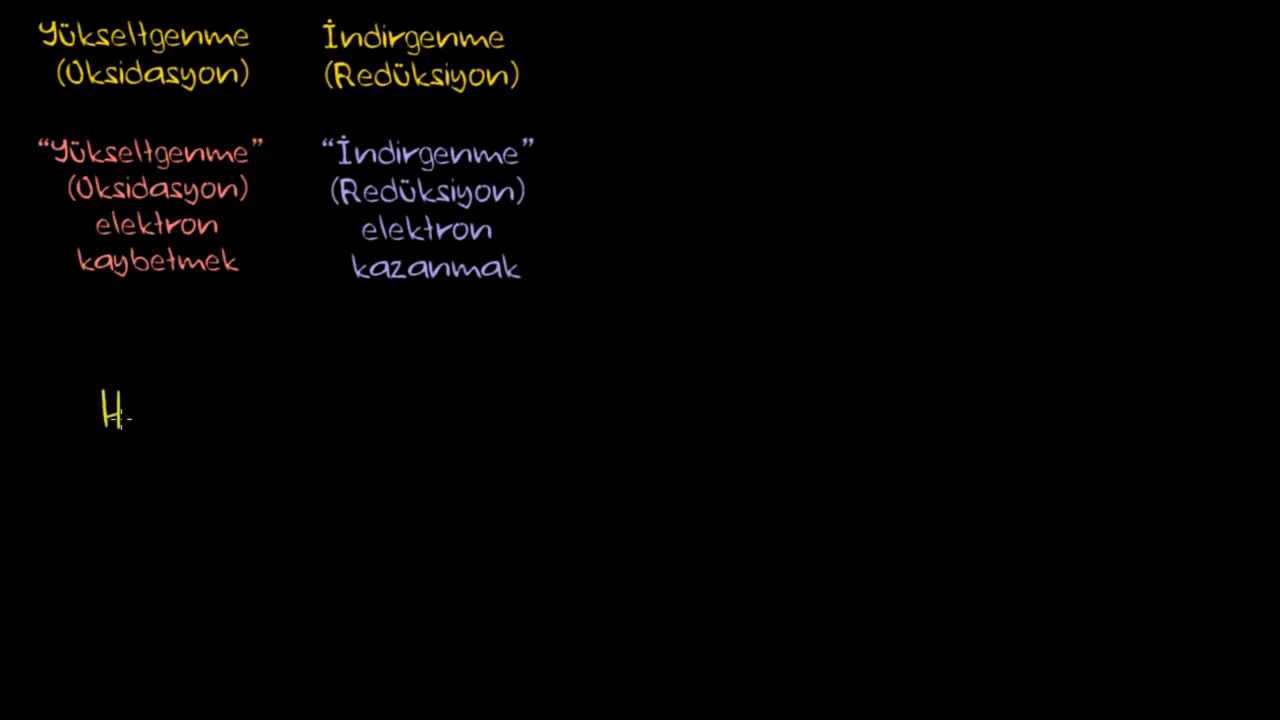 Yükseltgenme
(Oksidasyon)
İndirgenme
(Redüksiyon)
“Yükseltgenme”
(Oksidasyon)
elektron
kaybetmek
“İndirgenme”
(Redüksiyon)
elektron
kazanmak
H